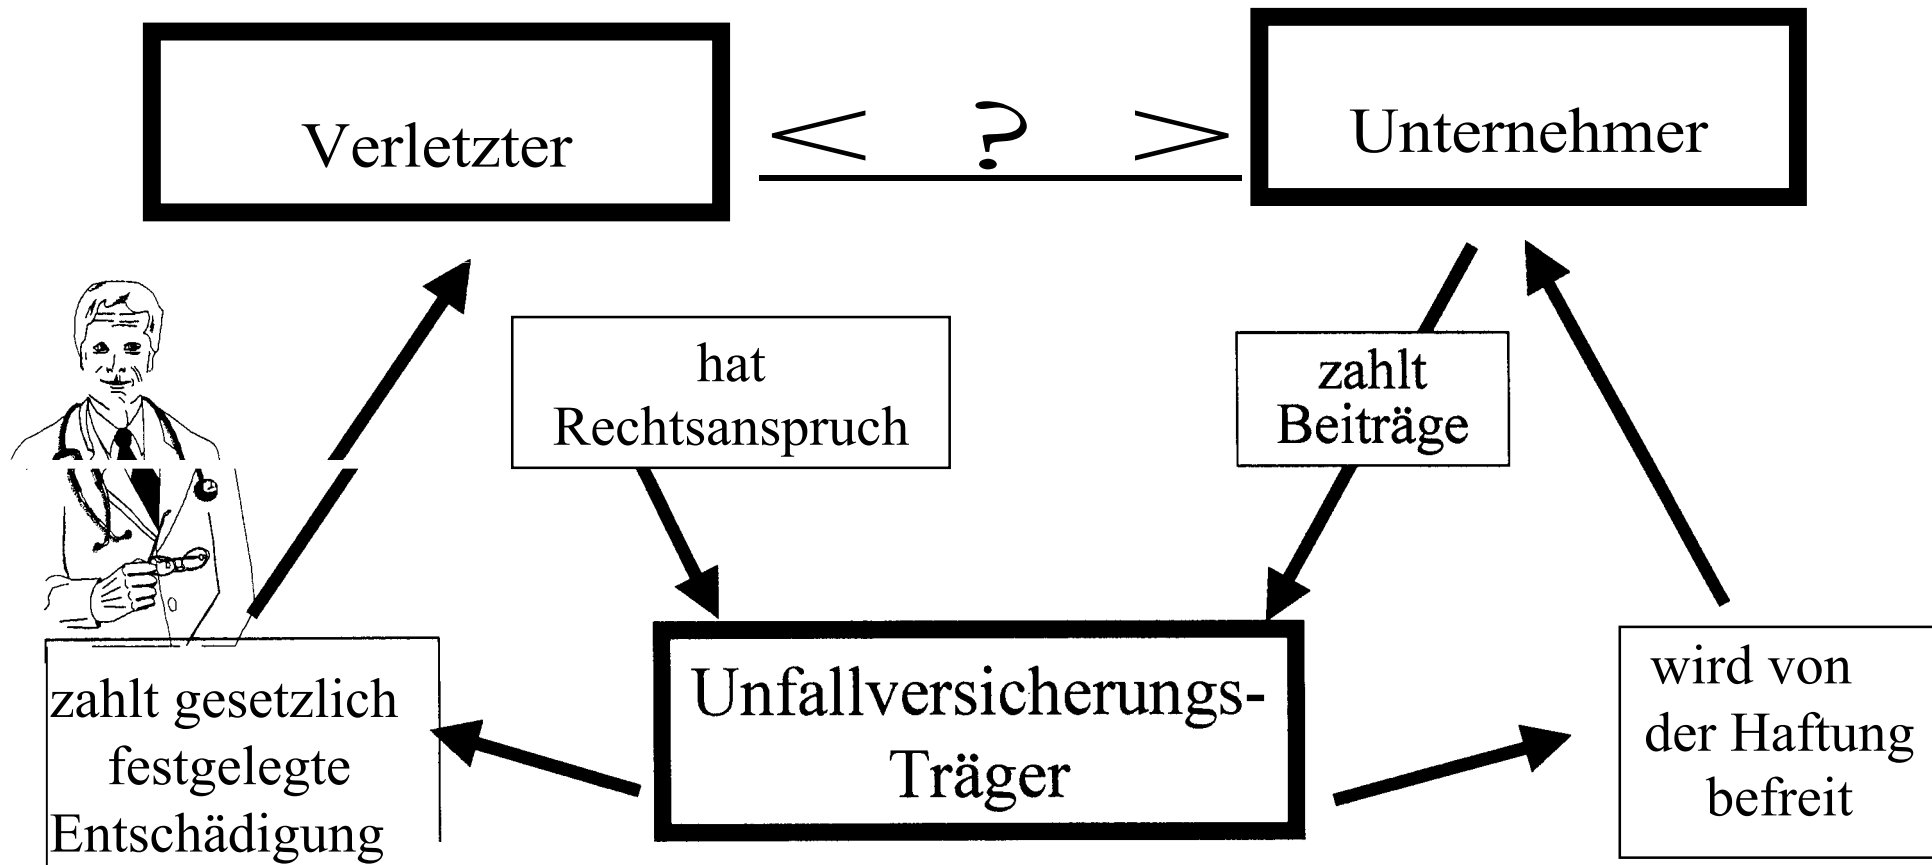 Verletzter
< ? >
Unternehmer
hat
Rechtsanspruch
zahlt
Beiträge
zahlt gesetzlich
festgelegte
Entschädigung
Unfallversicherungs-
Träger
wird von
der Haftung
befreit